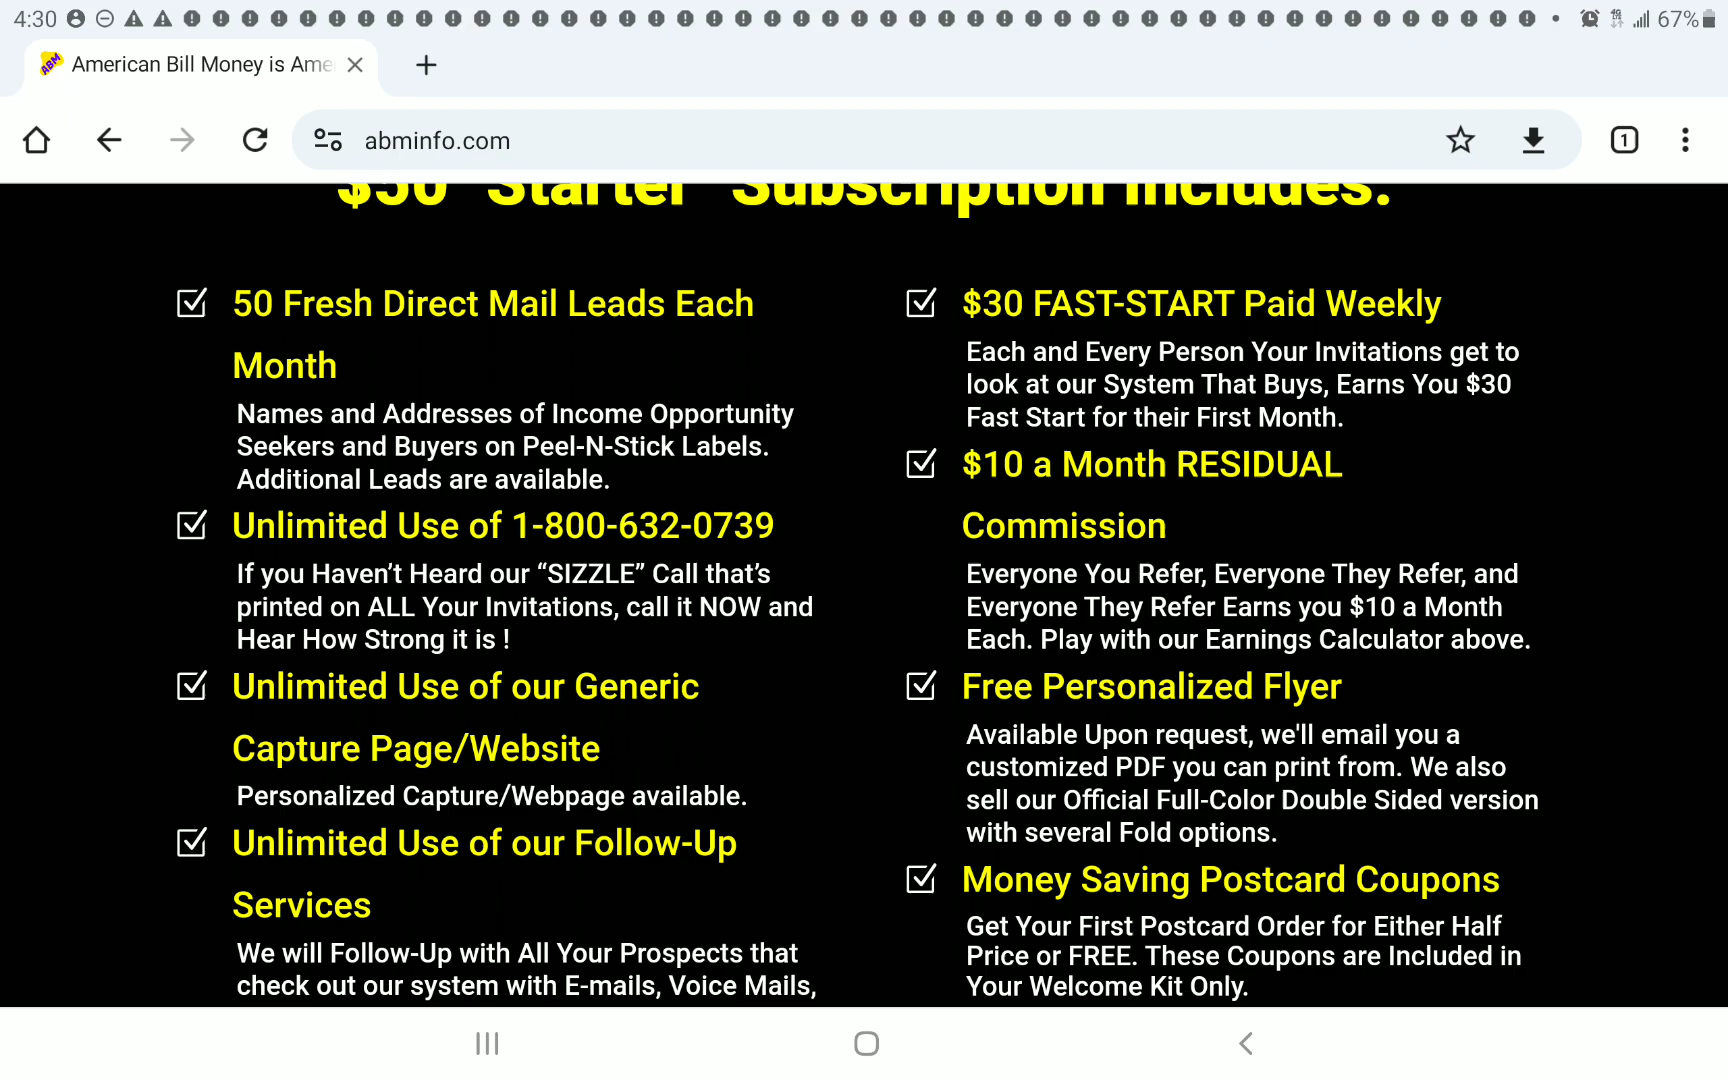 4:30
67%
ABM
American Bill Money is Ame
abminfo.com
1
$50 "Starter" Subscription Includes:
50 Fresh Direct Mail Leads Each
Month
Names and Addresses of Income Opportunity
Seekers and Buyers on Peel-N-Stick Labels.
Additional Leads are available.
Unlimited Use of 1-800-632-0739
If you Haven’t Heard our “SIZZLE” Call that’s
printed on ALL Your Invitations, call it NOW and
Hear How Strong it is !
Unlimited Use of our Generic
Capture Page/Website
Personalized Capture/Webpage available.
Unlimited Use of our Follow-Up
Services
We will Follow-Up with All Your Prospects that
check out our system with E-mails, Voice Mails,
$30 FAST-START Paid Weekly
Each and Every Person Your Invitations get to
look at our System That Buys, Earns You $30
Fast Start for their First Month.
$10 a Month RESIDUAL
Commission
Everyone You Refer, Everyone They Refer, and
Everyone They Refer Earns you $10 a Month
Each. Play with our Earnings Calculator above.
Free Personalized Flyer
Available Upon request, we'll email you a
customized PDF you can print from. We also
sell our Official Full-Color Double Sided version
with several Fold options.
Money Saving Postcard Coupons
Get Your First Postcard Order for Either Half
Price or FREE. These Coupons are Included in
Your Welcome Kit Only.